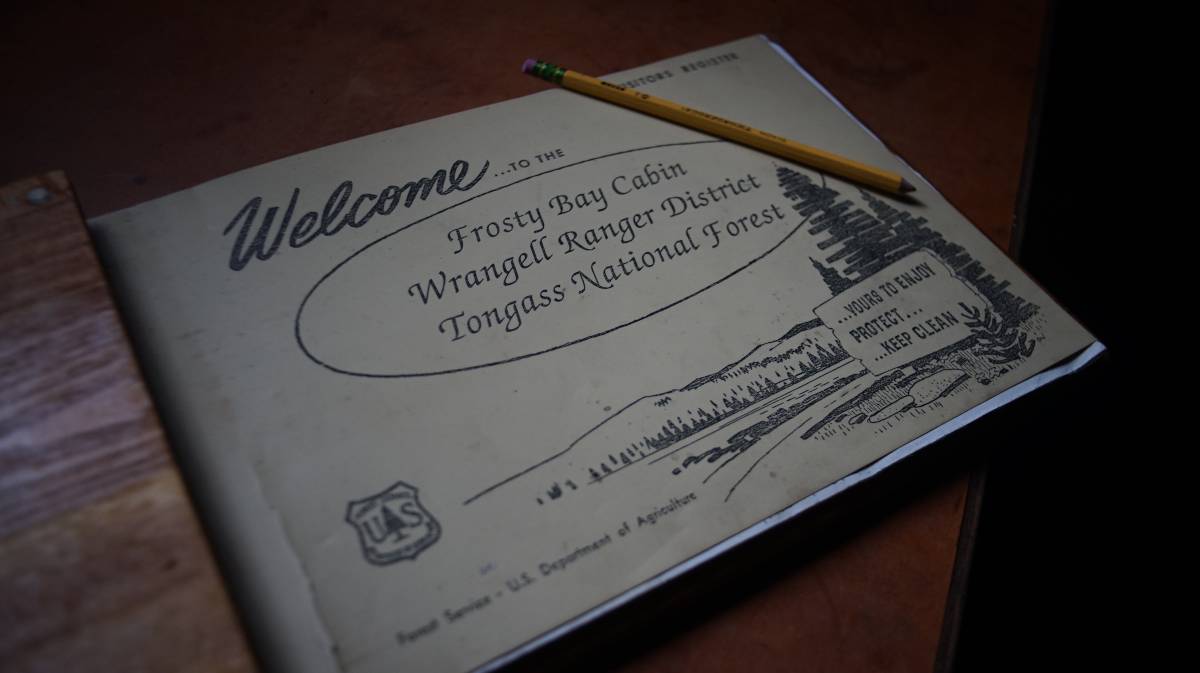 VISITORS REGISTER
Welcome ...TO THE
Frosty Bay Cabin
Wrangell Ranger District
Tongass National Forest
...YOURS TO ENJOY
PROTECT...
...KEEP CLEAN
UAS
Forest Service - U.S. Department of Agriculture